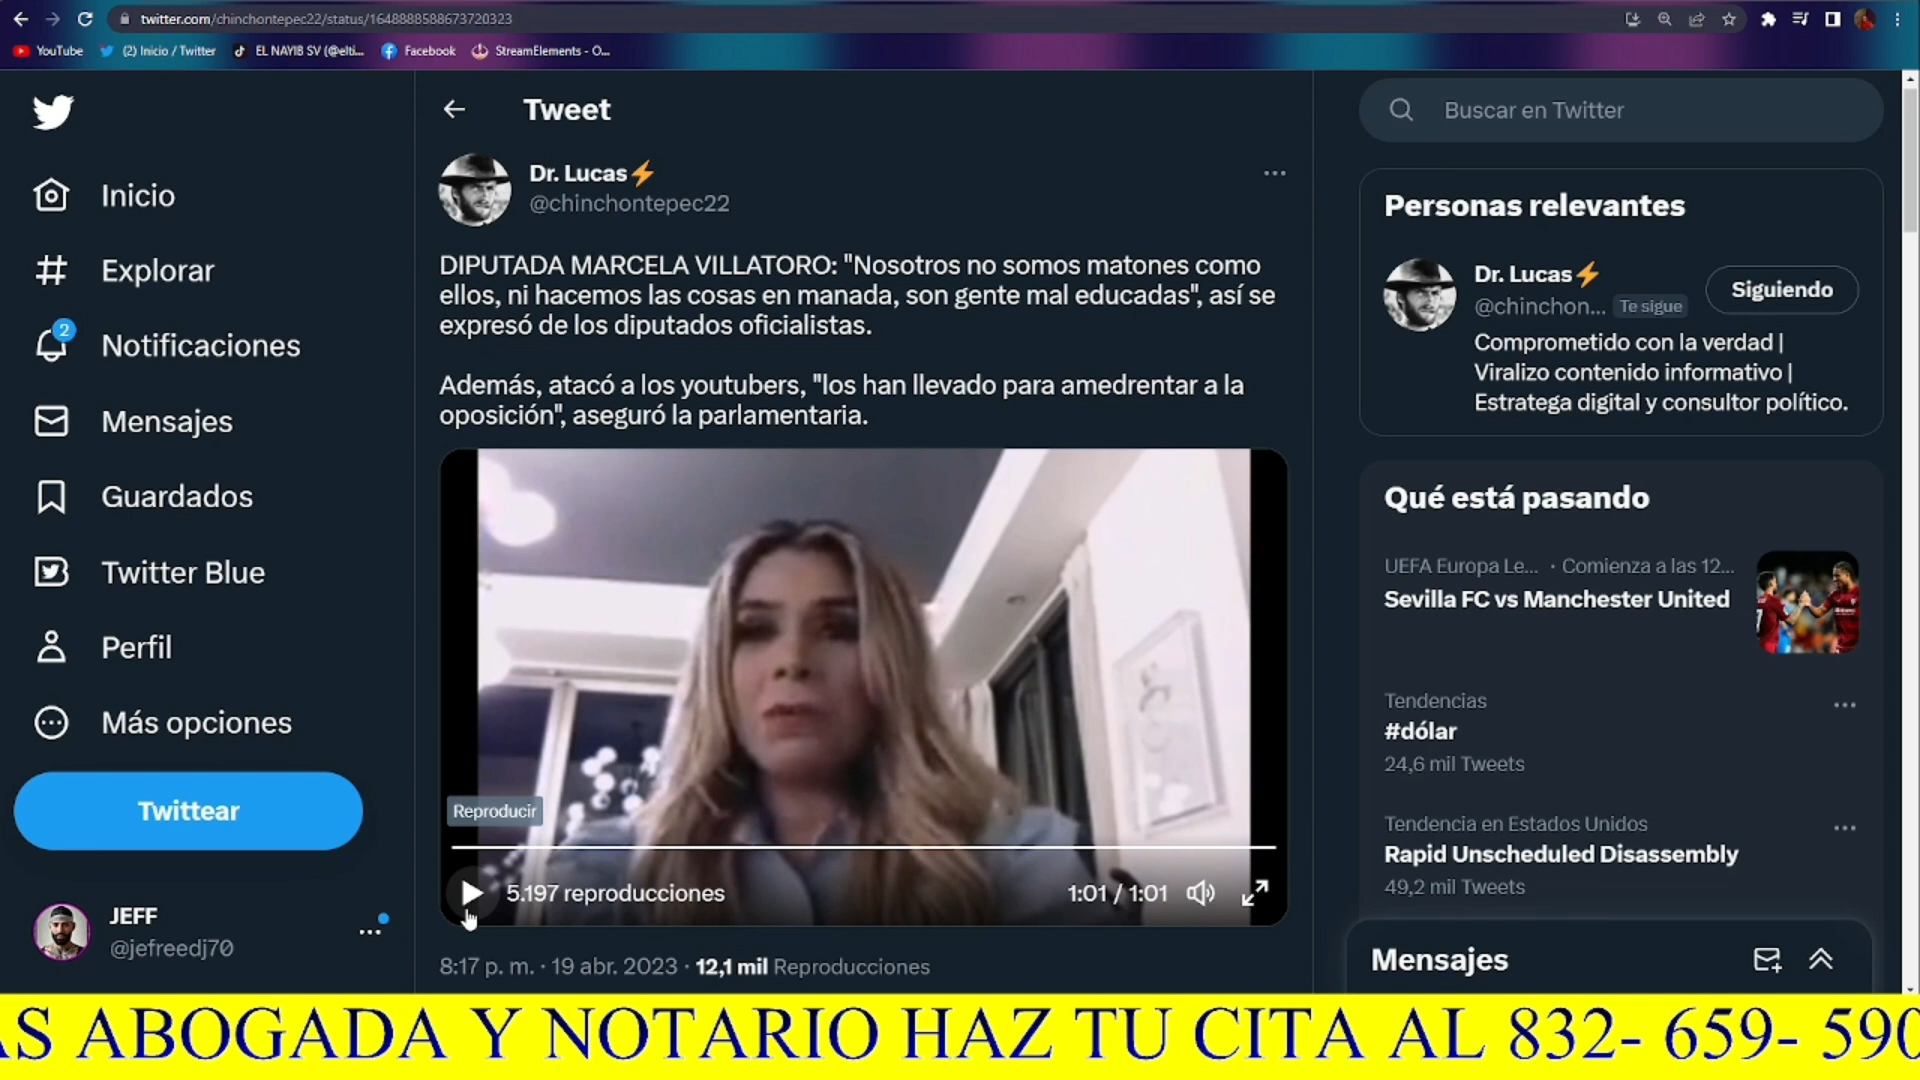 twitter.com/chinchontepec22/status/1648888588673720323
YouTube
(2) Inicio / Twitter
EL NAYIB SV (@elti...
Facebook
StreamElements - O...
Inicio
Explorar
2
Notificaciones
Mensajes
Guardados
Twitter Blue
Perfil
Más opciones
Twittear
JEFF
@jefreedj70
Tweet
Dr. Lucas⚡
@chinchontepec22
DIPUTADA MARCELA VILLATORO: "Nosotros no somos matones como
ellos, ni hacemos las cosas en manada, son gente mal educadas", así se
expresó de los diputados oficialistas.
Además, atacó a los youtubers, "los han llevado para amedrentar a la
oposición", aseguró la parlamentaria.
Reproducir
5.197 reproducciones
1:01 / 1:01
8:17 p. m. · 19 abr. 2023 · 12,1 mil Reproducciones
Buscar en Twitter
Personas relevantes
Dr. Lucas⚡
@chinchon... Te sigue
Siguiendo
Comprometido con la verdad |
Viralizo contenido informativo |
Estratega digital y consultor político.
Qué está pasando
UEFA Europa Le... · Comienza a las 12...
Sevilla FC vs Manchester United
Tendencias
#dólar
24,6 mil Tweets
Tendencia en Estados Unidos
Rapid Unscheduled Disassembly
49,2 mil Tweets
Mensajes
AS ABOGADA Y NOTARIO HAZ TU CITA AL 832- 659- 590